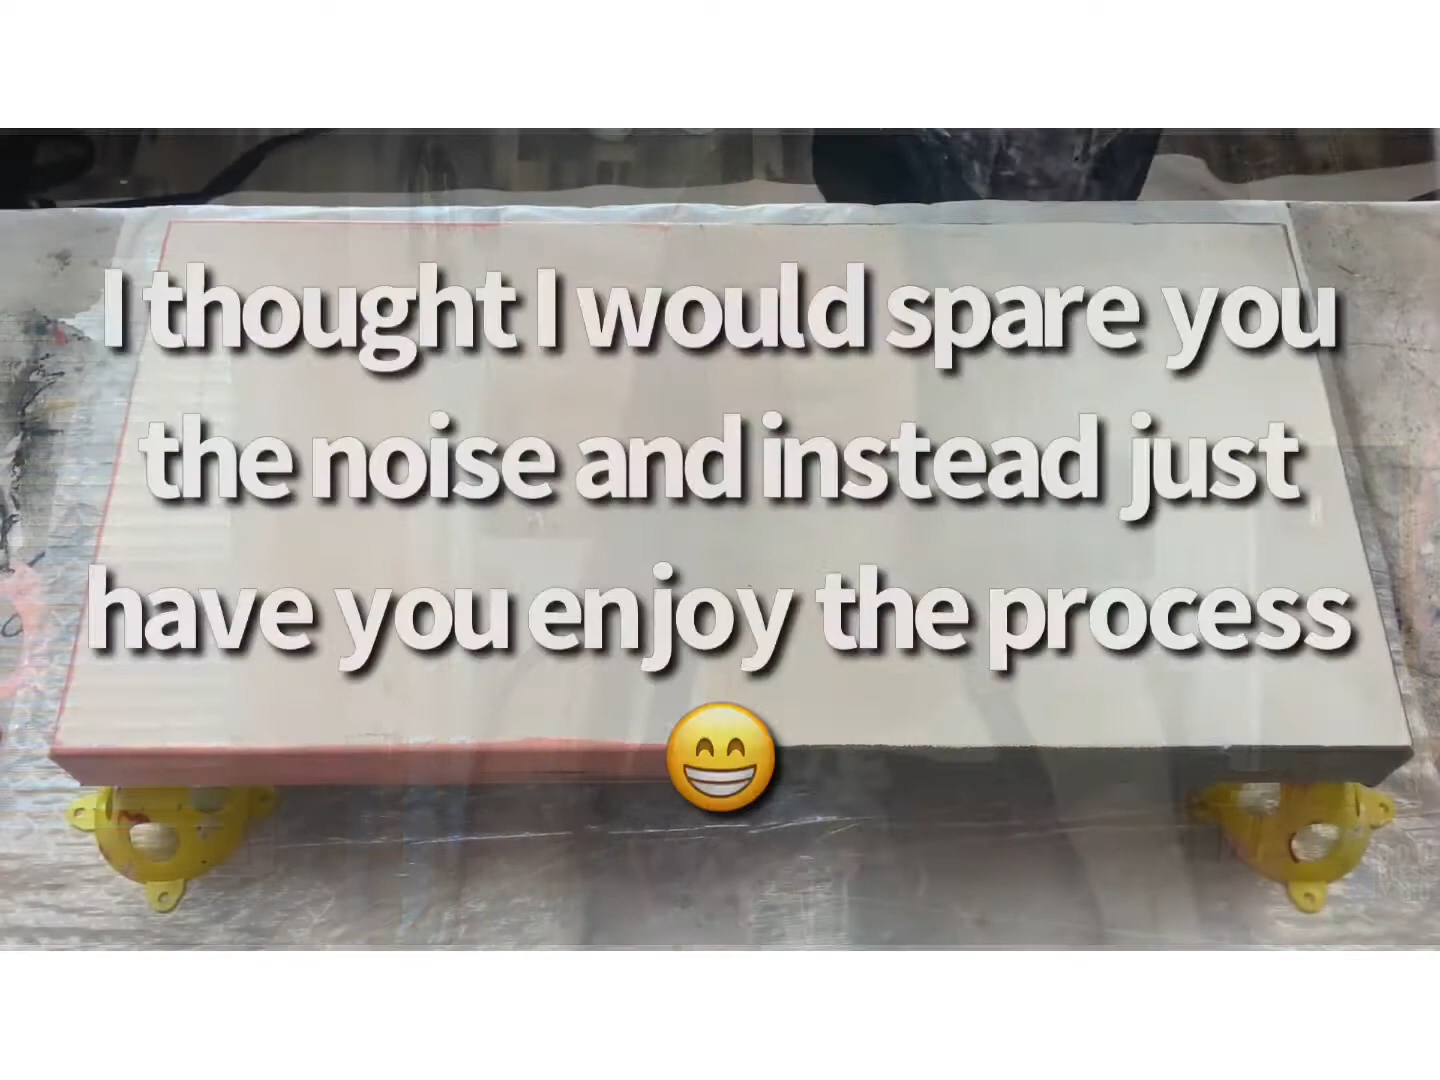 I thought I would spare you
the noise and instead just
have you enjoy the process
😁